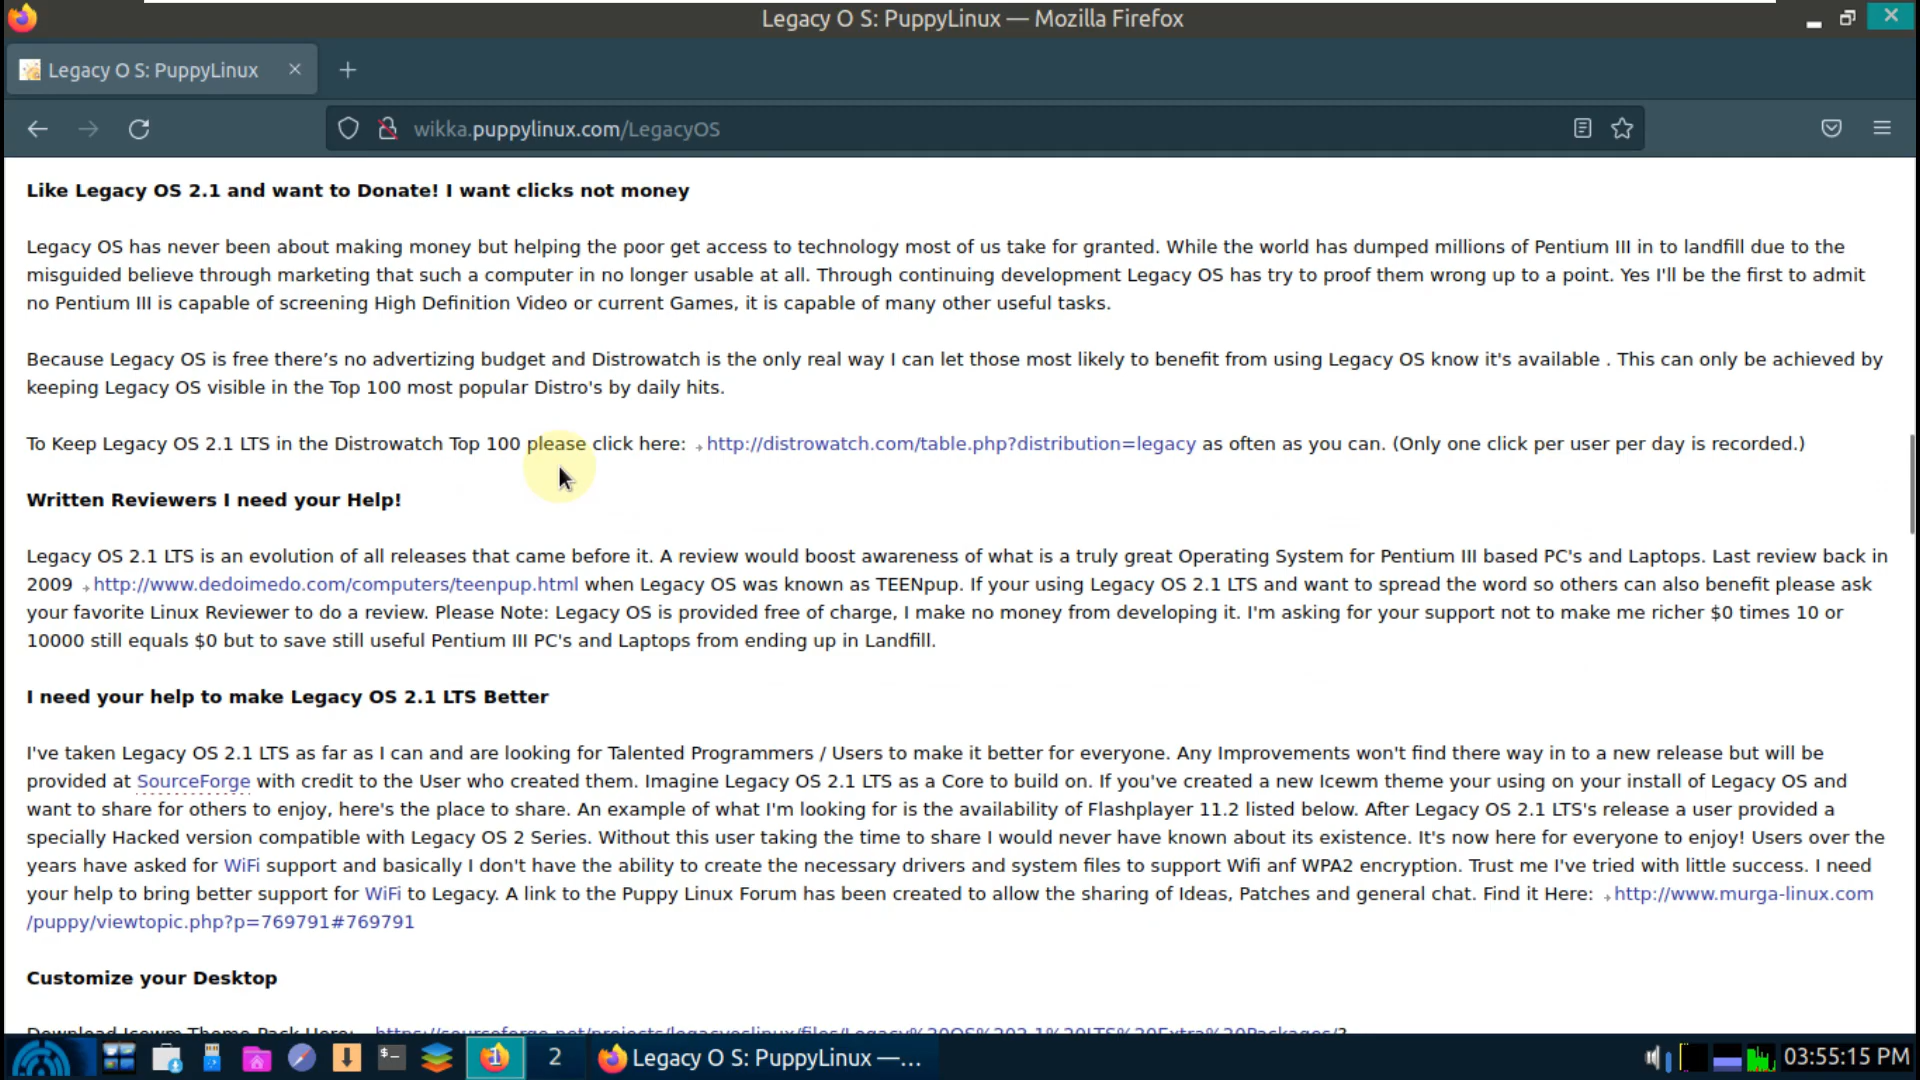 Legacy O S: PuppyLinux — Mozilla Firefox
Legacy O S: PuppyLinux
wikka.puppylinux.com/LegacyOS
Like Legacy OS 2.1 and want to Donate! I want clicks not money
Legacy OS has never been about making money but helping the poor get access to technology most of us take for granted. While the world has dumped millions of Pentium III in to landfill due to the
misguided believe through marketing that such a computer in no longer usable at all. Through continuing development Legacy OS has try to proof them wrong up to a point. Yes I'll be the first to admit
no Pentium III is capable of screening High Definition Video or current Games, it is capable of many other useful tasks.
Because Legacy OS is free there’s no advertizing budget and Distrowatch is the only real way I can let those most likely to benefit from using Legacy OS know it's available . This can only be achieved by
keeping Legacy OS visible in the Top 100 most popular Distro's by daily hits.
To Keep Legacy OS 2.1 LTS in the Distrowatch Top 100 please click here: http://distrowatch.com/table.php?distribution=legacy as often as you can. (Only one click per user per day is recorded.)
Written Reviewers I need your Help!
Legacy OS 2.1 LTS is an evolution of all releases that came before it. A review would boost awareness of what is a truly great Operating System for Pentium III based PC's and Laptops. Last review back in
2009 http://www.dedoimedo.com/computers/teenpup.html when Legacy OS was known as TEENpup. If your using Legacy OS 2.1 LTS and want to spread the word so others can also benefit please ask
your favorite Linux Reviewer to do a review. Please Note: Legacy OS is provided free of charge, I make no money from developing it. I'm asking for your support not to make me richer $0 times 10 or
10000 still equals $0 but to save still useful Pentium III PC's and Laptops from ending up in Landfill.
I need your help to make Legacy OS 2.1 LTS Better
I've taken Legacy OS 2.1 LTS as far as I can and are looking for Talented Programmers / Users to make it better for everyone. Any Improvements won't find there way in to a new release but will be
provided at SourceForge with credit to the User who created them. Imagine Legacy OS 2.1 LTS as a Core to build on. If you've created a new Icewm theme your using on your install of Legacy OS and
want to share for others to enjoy, here's the place to share. An example of what I'm looking for is the availability of Flashplayer 11.2 listed below. After Legacy OS 2.1 LTS's release a user provided a
specially Hacked version compatible with Legacy OS 2 Series. Without this user taking the time to share I would never have known about its existence. It's now here for everyone to enjoy! Users over the
years have asked for WiFi support and basically I don't have the ability to create the necessary drivers and system files to support Wifi anf WPA2 encryption. Trust me I've tried with little success. I need
your help to bring better support for WiFi to Legacy. A link to the Puppy Linux Forum has been created to allow the sharing of Ideas, Patches and general chat. Find it Here: http://www.murga-linux.com
/puppy/viewtopic.php?p=769791#769791
Customize your Desktop
Download Icewm Theme Pack Here: https://sourceforge.net/projects/legacyoslinux/files/Legacy%20OS%202.1%20LTS%20Extra%20Packages/?
1 2 Legacy O S: PuppyLinux —... 03:55:15 PM